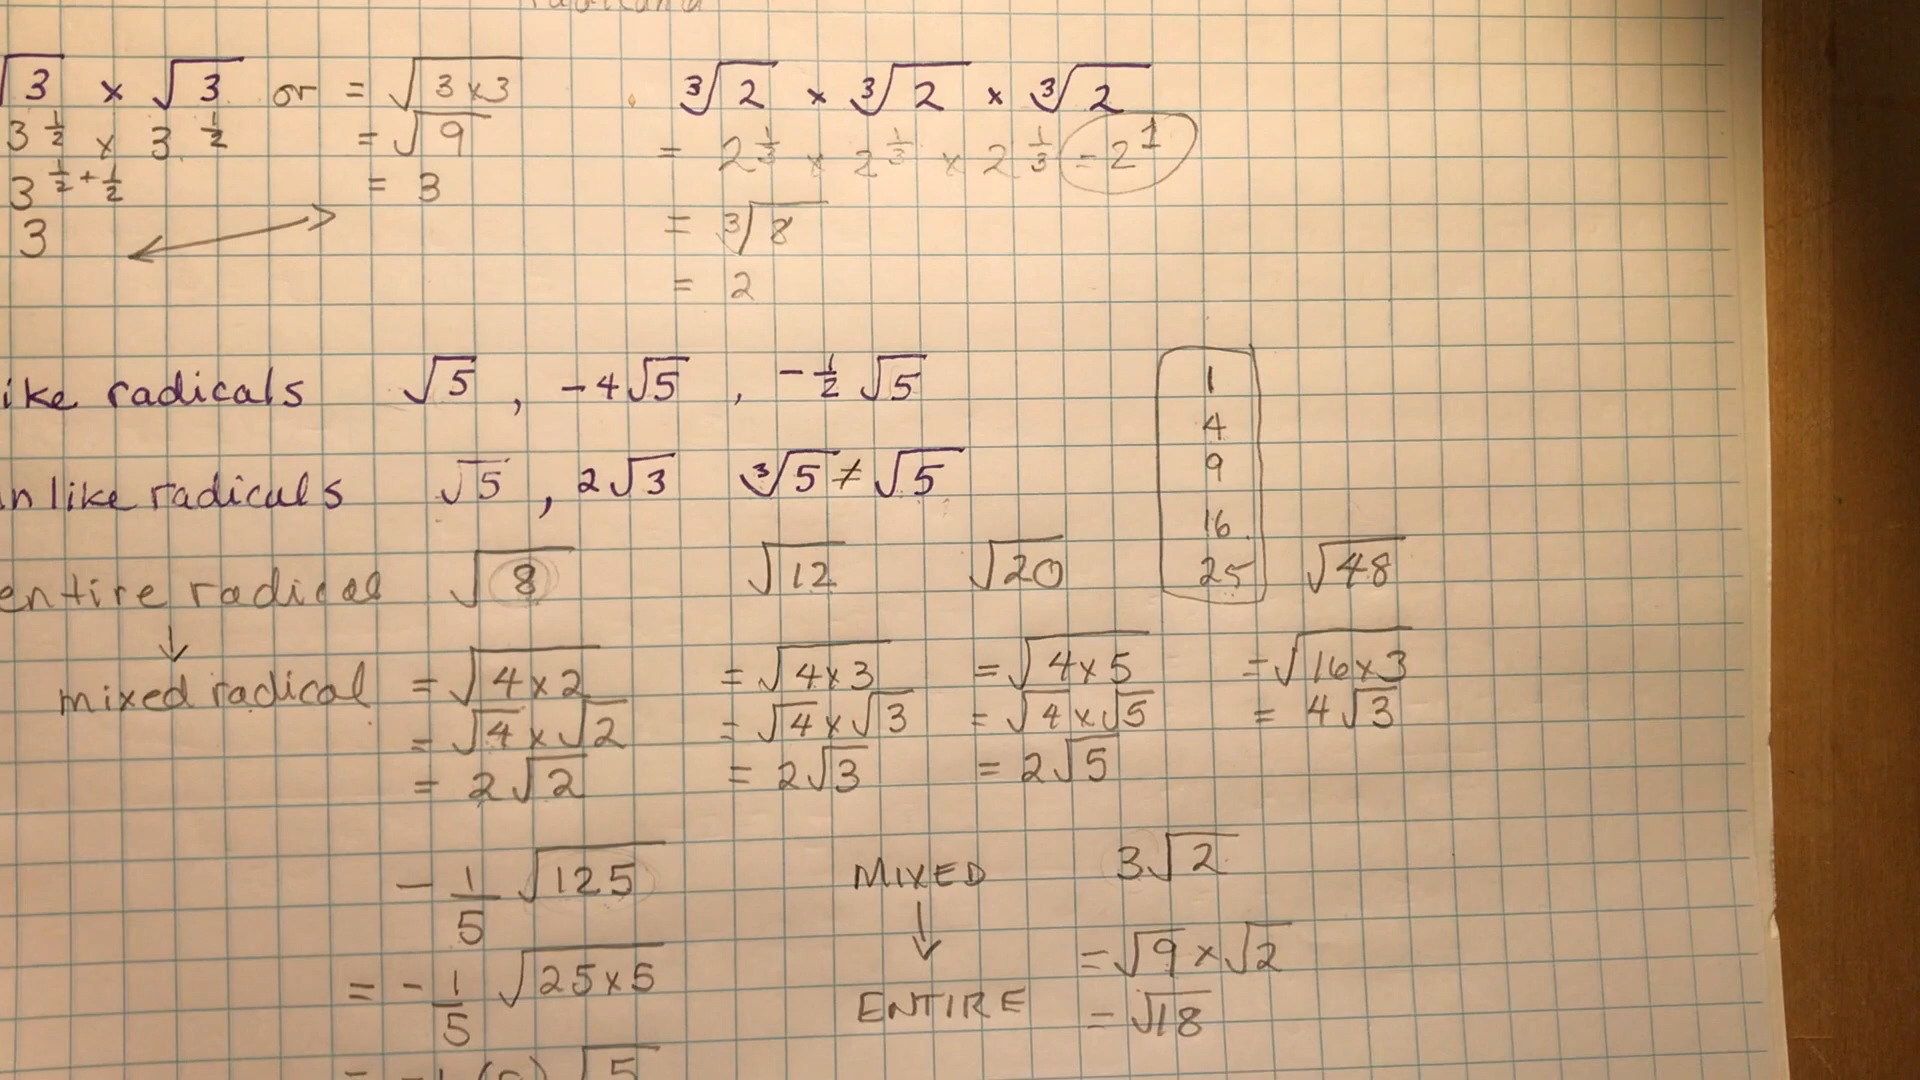 radicand
√3 × √3 or = √3×3
3^½ × 3^½ = √9
3^½+½ = 3
3
∛2 × ∛2 × ∛2
= 2^⅓ × 2^⅓ × 2^⅓ = 2^1
= ∛8
= 2
ike radicals √5 , -4√5 , -½√5
nlike radicals √5 , 2√3 ∛5 ≠ √5
1
4
9
16
25
entire radical √8 √12 √20 √48
↓
mixed radical = √4×2 = √4×3 = √4×5 = √16×3
= √4 × √2 = √4 × √3 = √4 × √5 = 4√3
= 2√2 = 2√3 = 2√5
-1/5 √125
= -1/5 √25×5
MIXED 3√2
↓ = √9 × √2
ENTIRE = √18